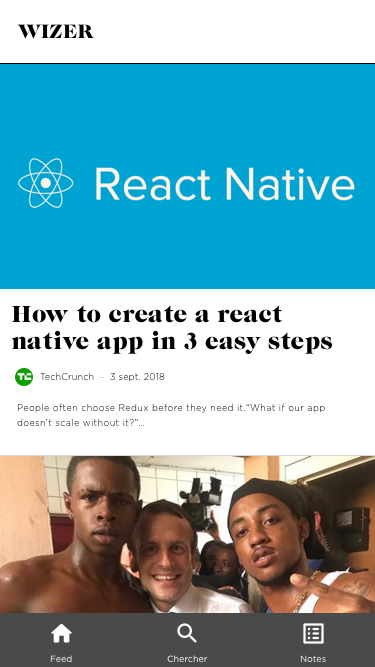 WIZER
React Native
How to create a react
native app in 3 easy steps
TC TechCrunch — 3 sept. 2018
People often choose Redux before they need it.“What if our app
doesn’t scale without it?”...
Feed Chercher Notes